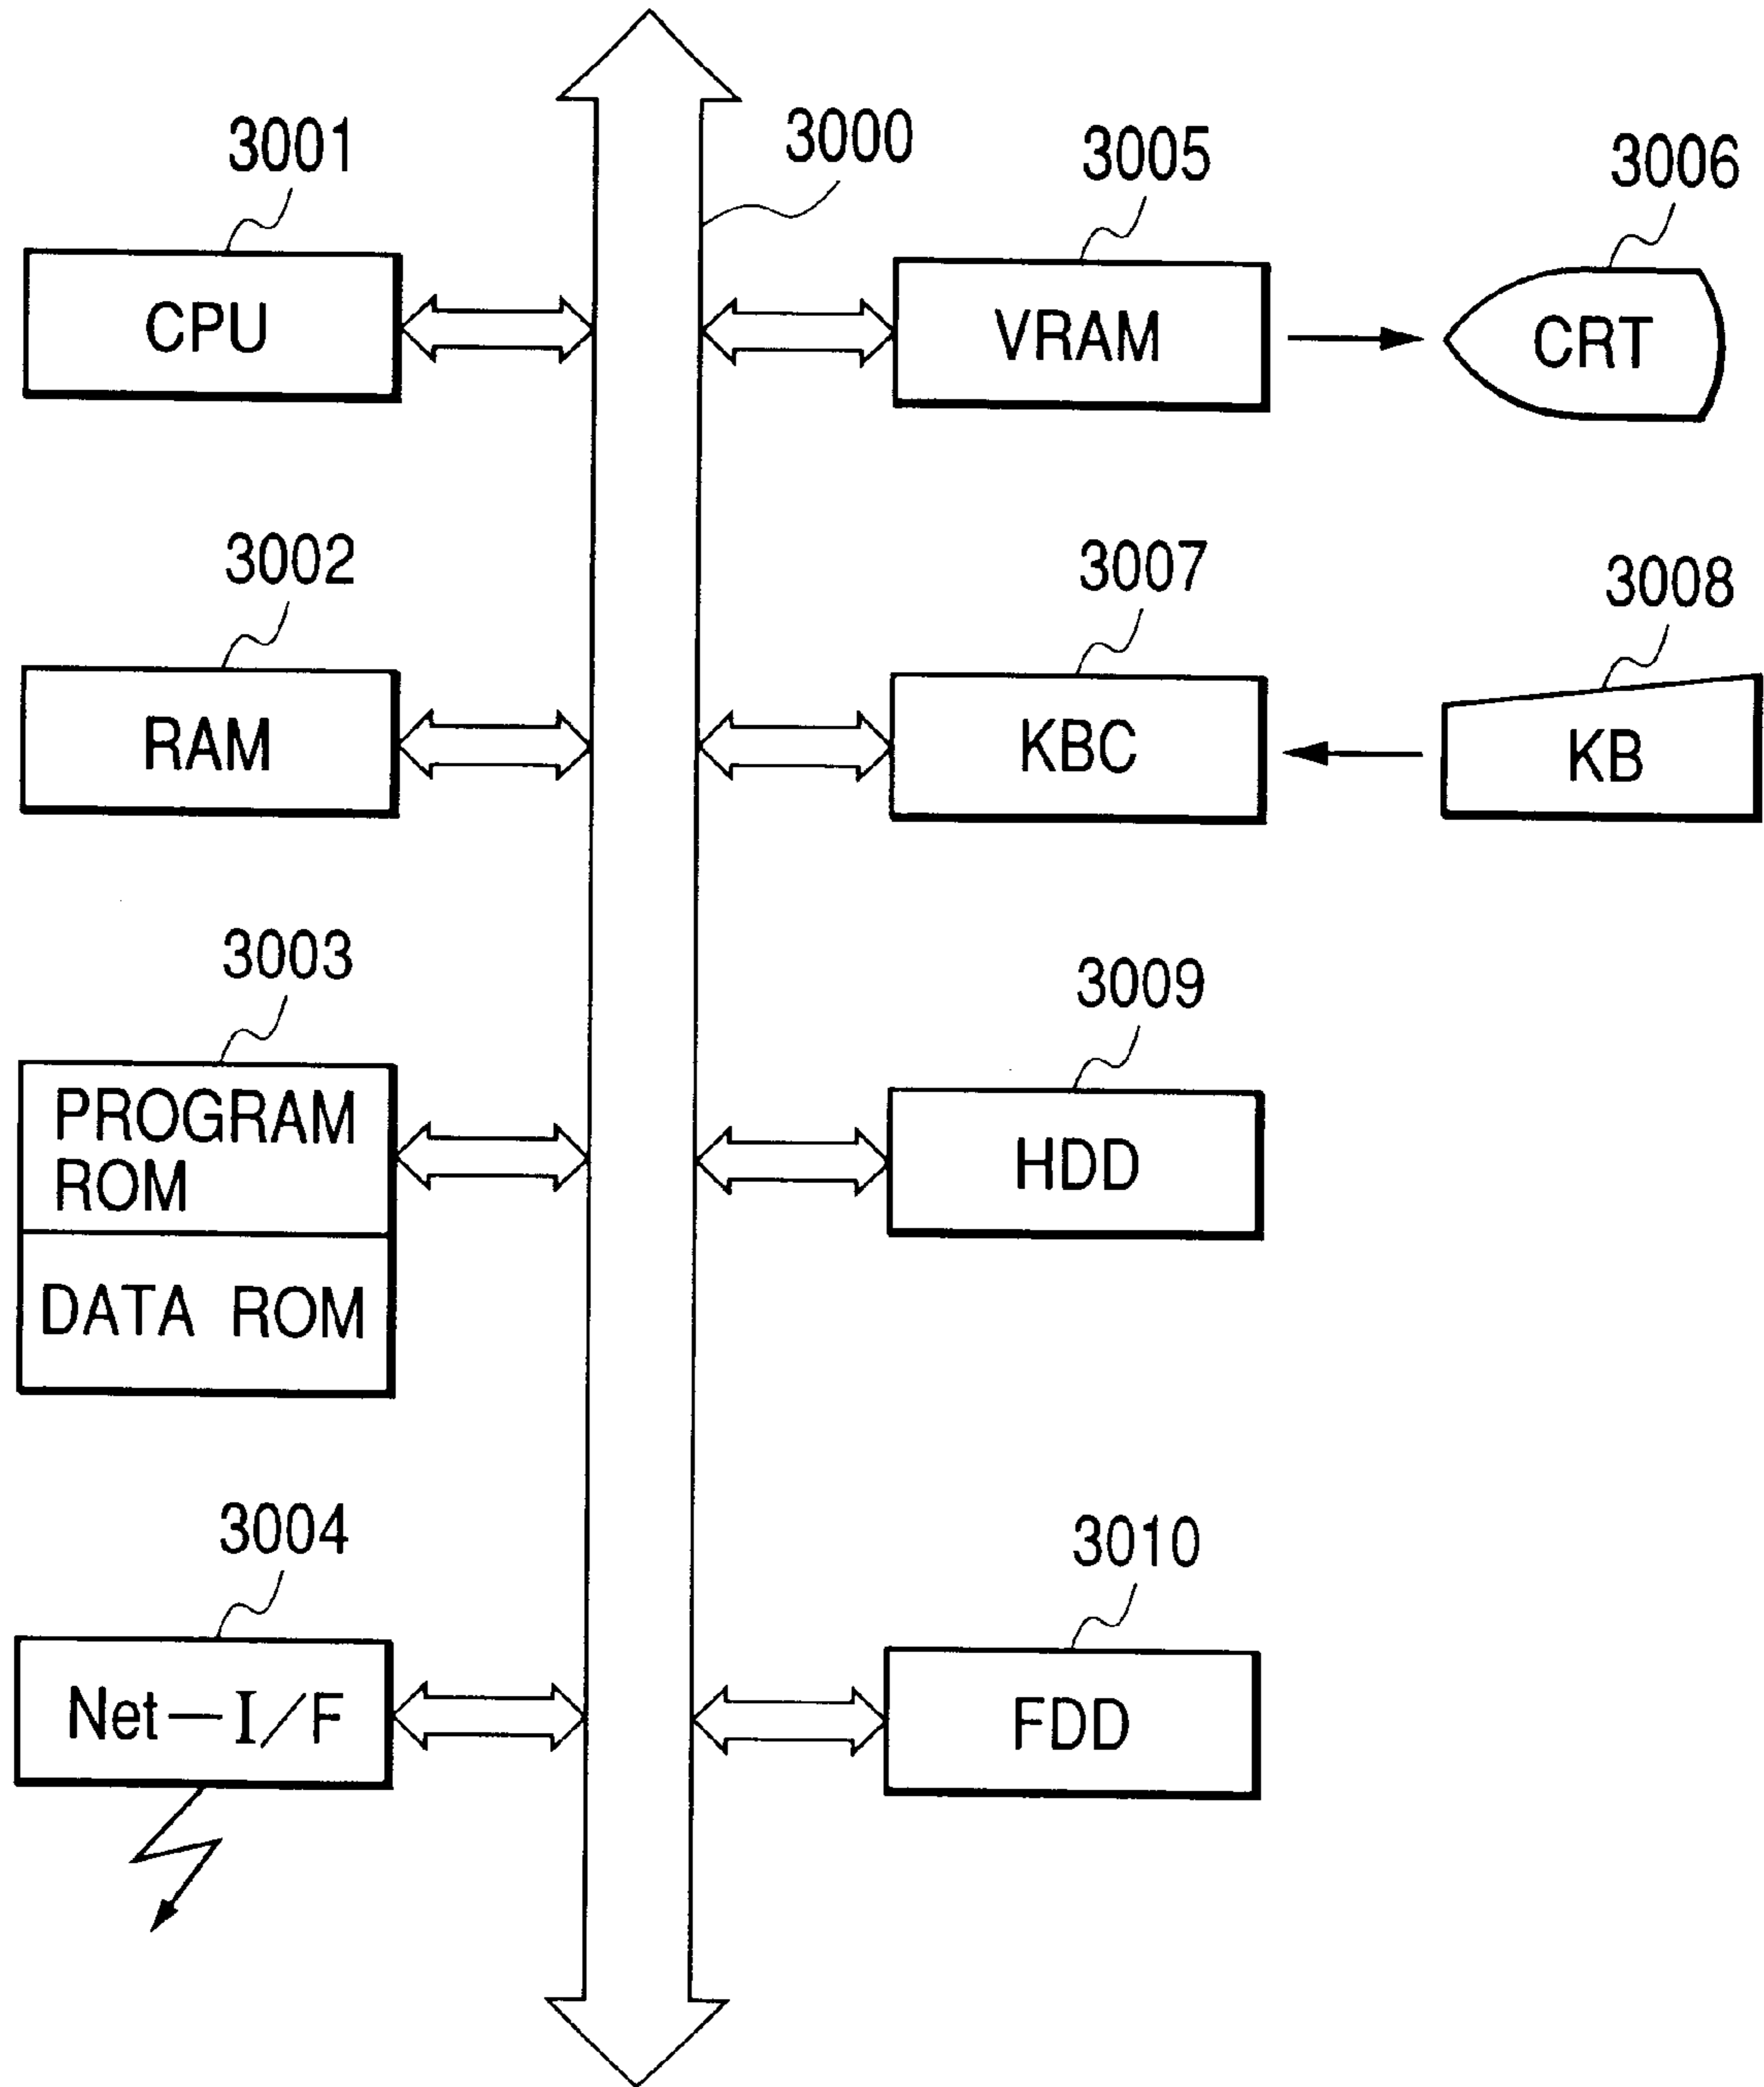 3001
3000
3005
3006
CPU
VRAM
CRT
3002
3007
3008
RAM
KBC
KB
3003
3009
PROGRAM
ROM
HDD
DATA ROM
3004
3010
Net—I/F
FDD